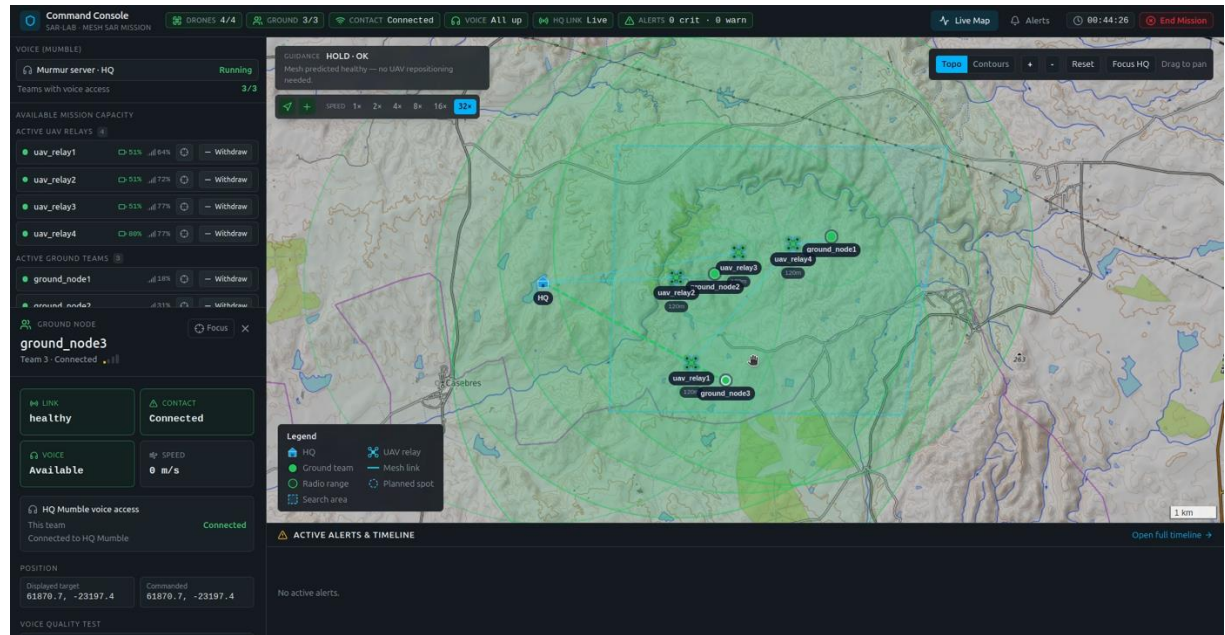 Command Console
SAR-LAB · MESH SAR MISSION
DRONES 4/4
GROUND 3/3
CONTACT Connected
VOICE All up
HQ LINK Live
ALERTS 0 crit · 0 warn
Live Map
Alerts
00:44:26
End Mission
VOICE (MUMBLE)
Murmur server · HQ Running
Teams with voice access 3/3
AVAILABLE MISSION CAPACITY
ACTIVE UAV RELAYS 4
uav_relay1 51% 64% — Withdraw
uav_relay2 51% 72% — Withdraw
uav_relay3 51% 77% — Withdraw
uav_relay4 80% 77% — Withdraw
ACTIVE GROUND TEAMS 3
ground_node1 18% — Withdraw
ground_node2 31% — Withdraw
GROUND NODE
Focus
ground_node3
Team 3 · Connected
LINK
healthy
CONTACT
Connected
VOICE
Available
SPEED
0 m/s
HQ Mumble voice access
This team Connected
Connected to HQ Mumble
POSITION
Displayed target
61870.7, -23197.4
Commanded
61870.7, -23197.4
VOICE QUALITY TEST
GUIDANCE HOLD · OK
Mesh predicted healthy — no UAV repositioning
needed.
SPEED 1× 2× 4× 8× 16× 32×
Topo Contours + - Reset Focus HQ Drag to pan
ground_node1
uav_relay4
120m
uav_relay3
ground_node2
uav_relay2
120m
HQ
uav_relay1
ground_node3
Casebres
263
Legend
HQ
UAV relay
Ground team
Mesh link
Radio range
Planned spot
Search area
1 km
ACTIVE ALERTS & TIMELINE
Open full timeline →
No active alerts.